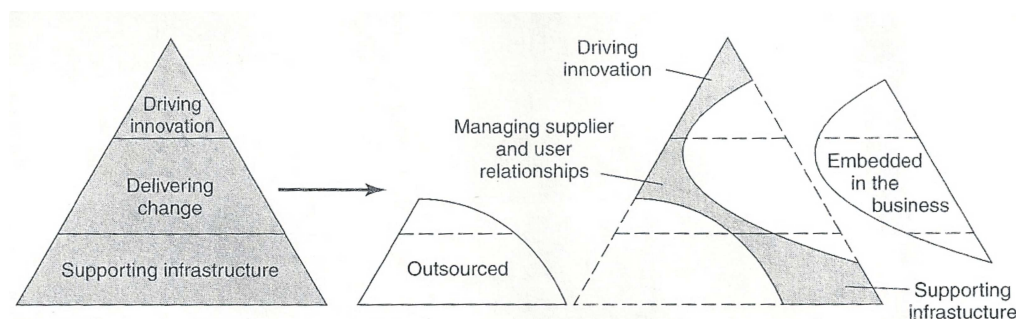 Driving
innovation
Delivering
change
Supporting infrastructure
Outsourced
Driving
innovation
Managing supplier
and user
relationships
Embedded
in the
business
Supporting
infrastucture